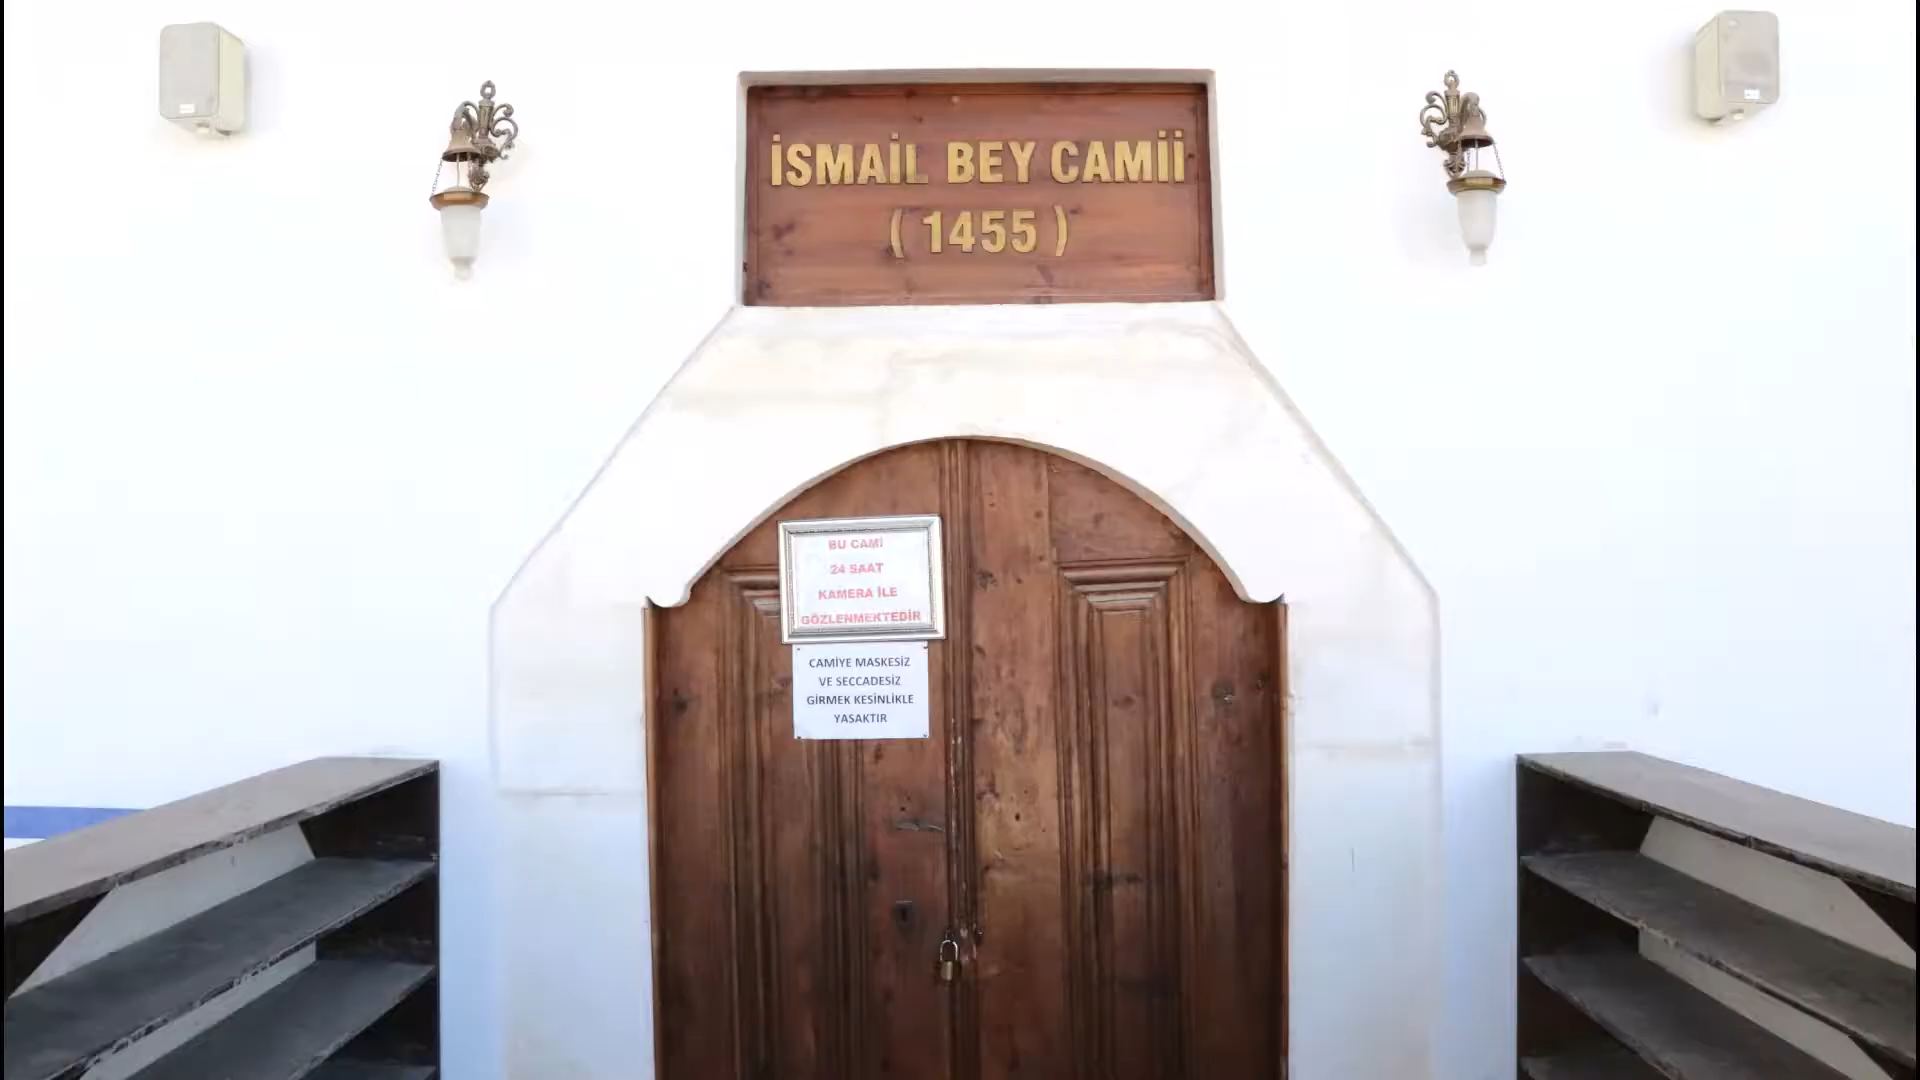 İSMAİL BEY CAMİİ
( 1455 )
BU CAMİ
24 SAAT
KAMERA İLE
GÖZLENMEKTEDİR
CAMİYE MASKESİZ
VE SECCADESİZ
GİRMEK KESİNLİKLE
YASAKTIR